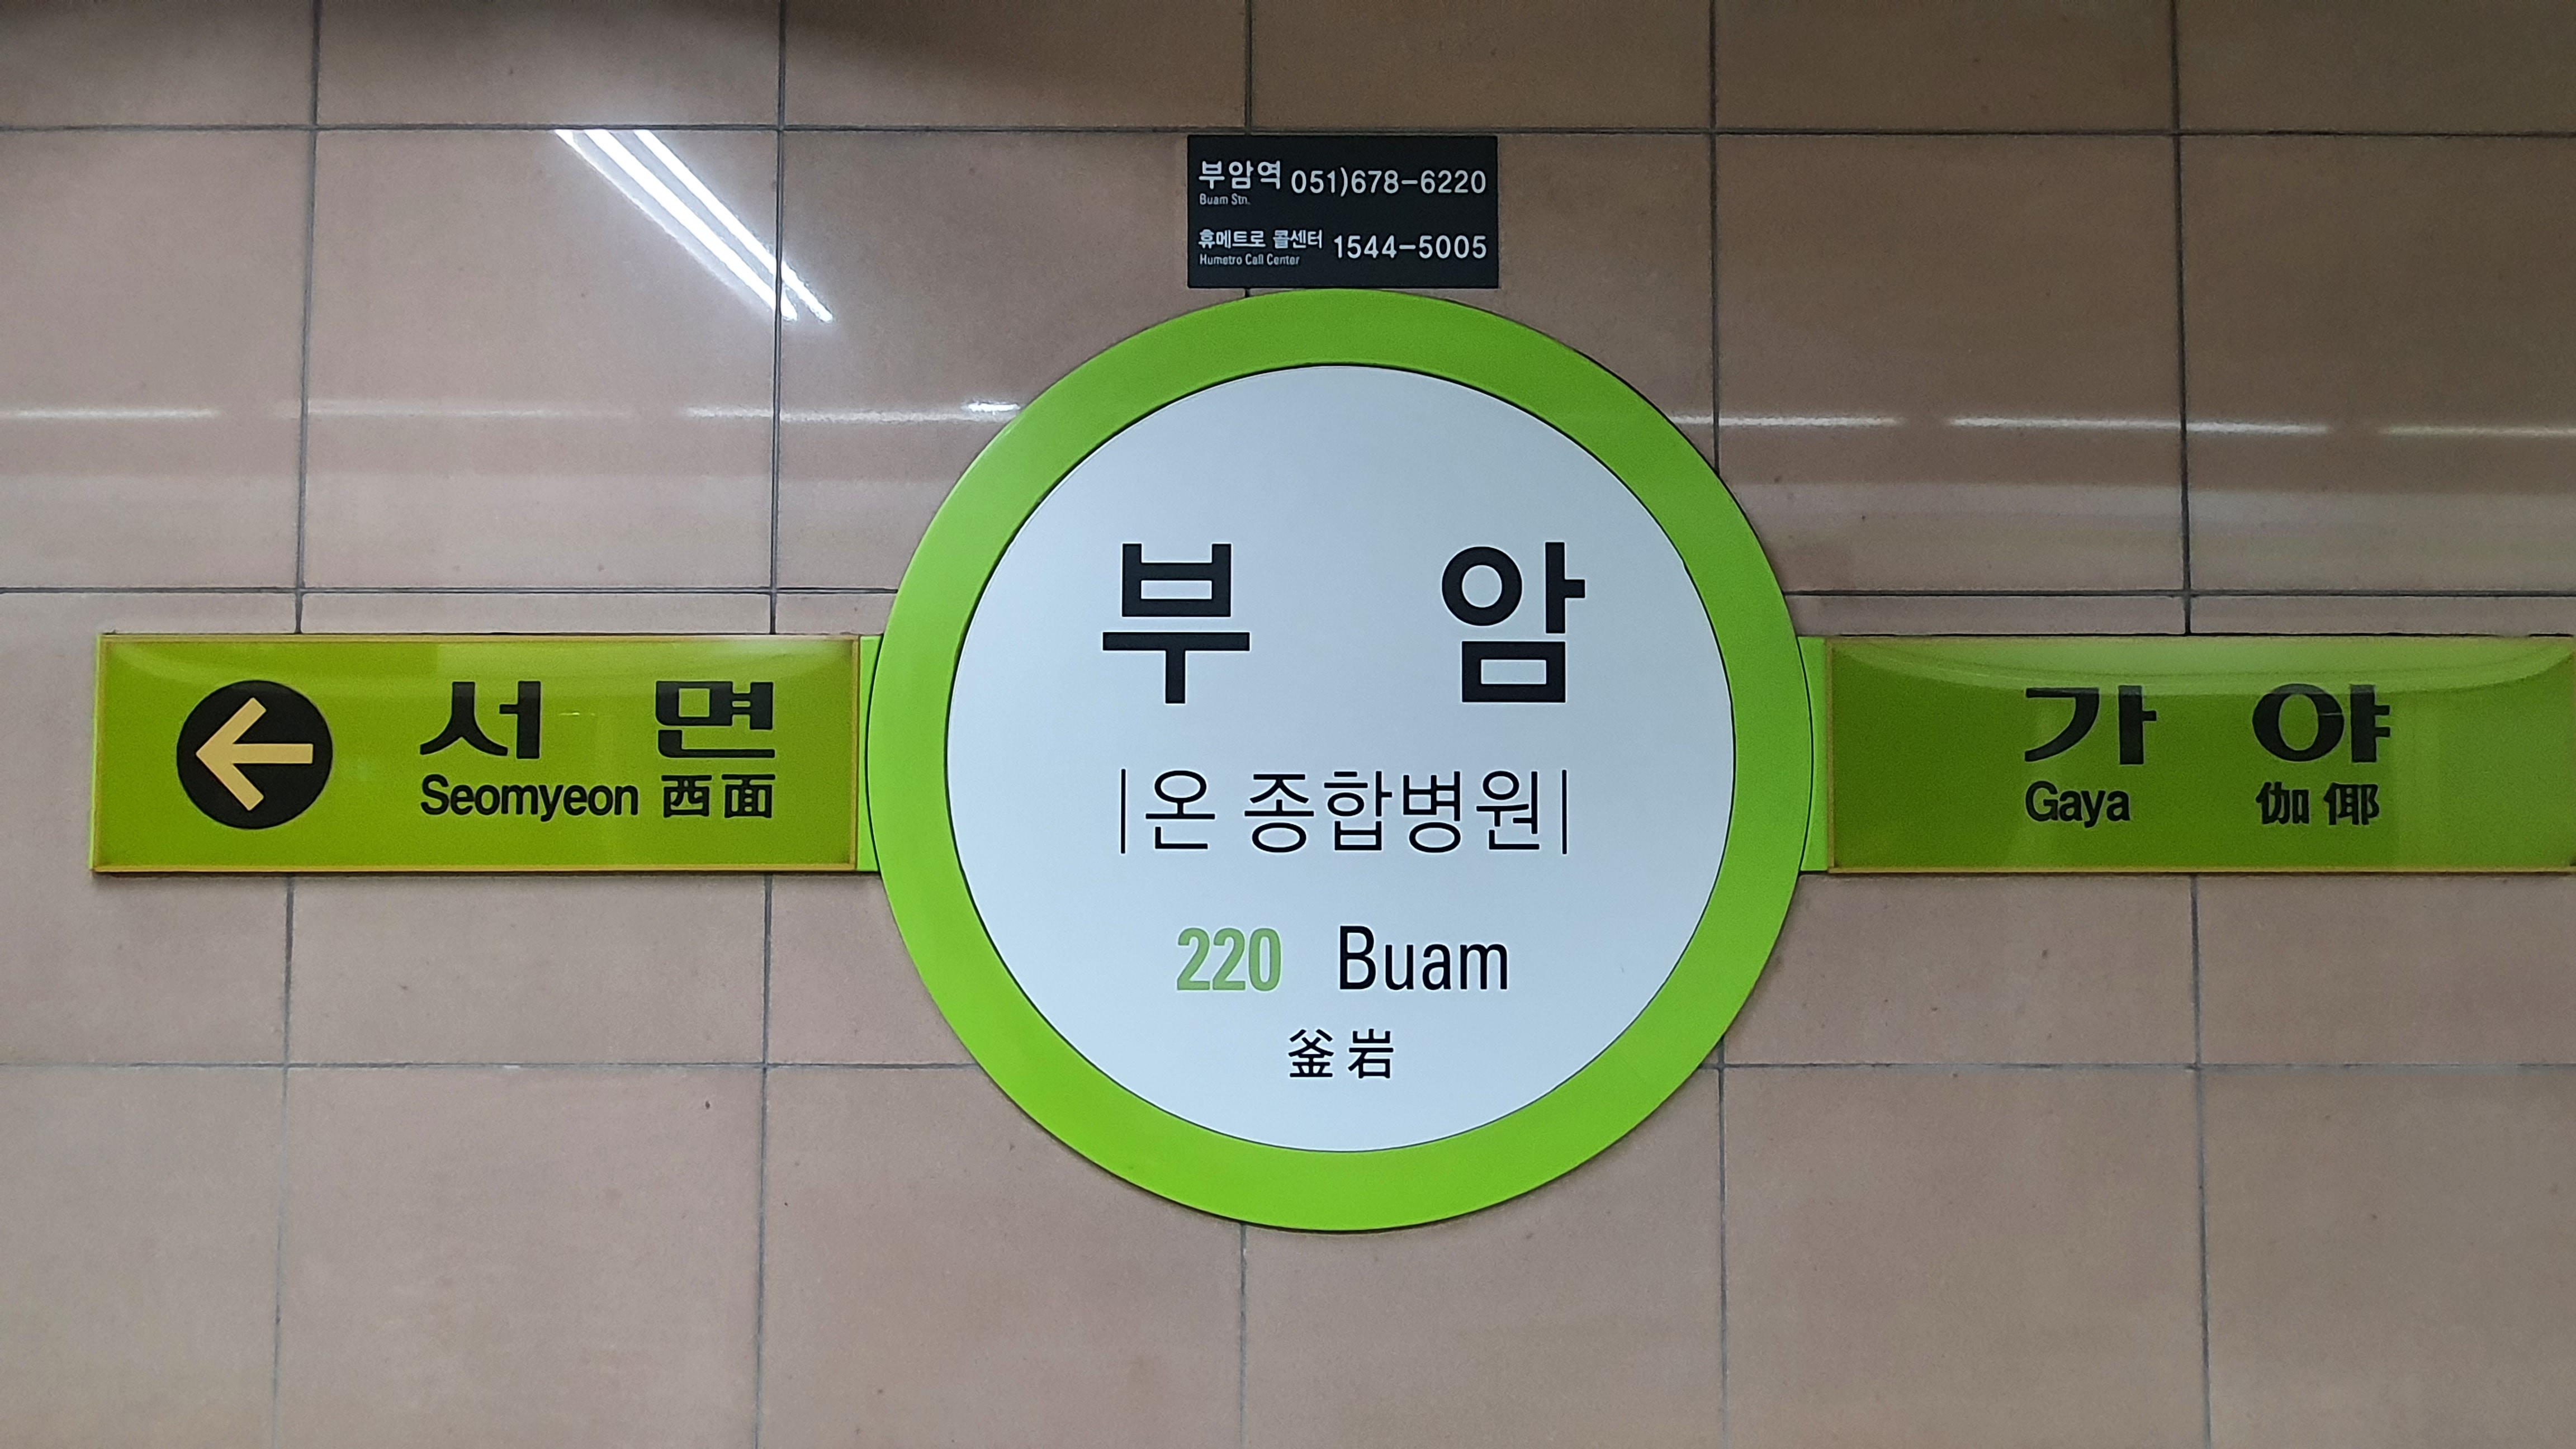 부암역 051)678-6220
Buam Stn.
휴메트로 콜센터 1544-5005
Humetro Call Center
서면
Seomyeon 西面
부암
|온 종합병원|
220 Buam
釜岩
가야
Gaya 伽倻